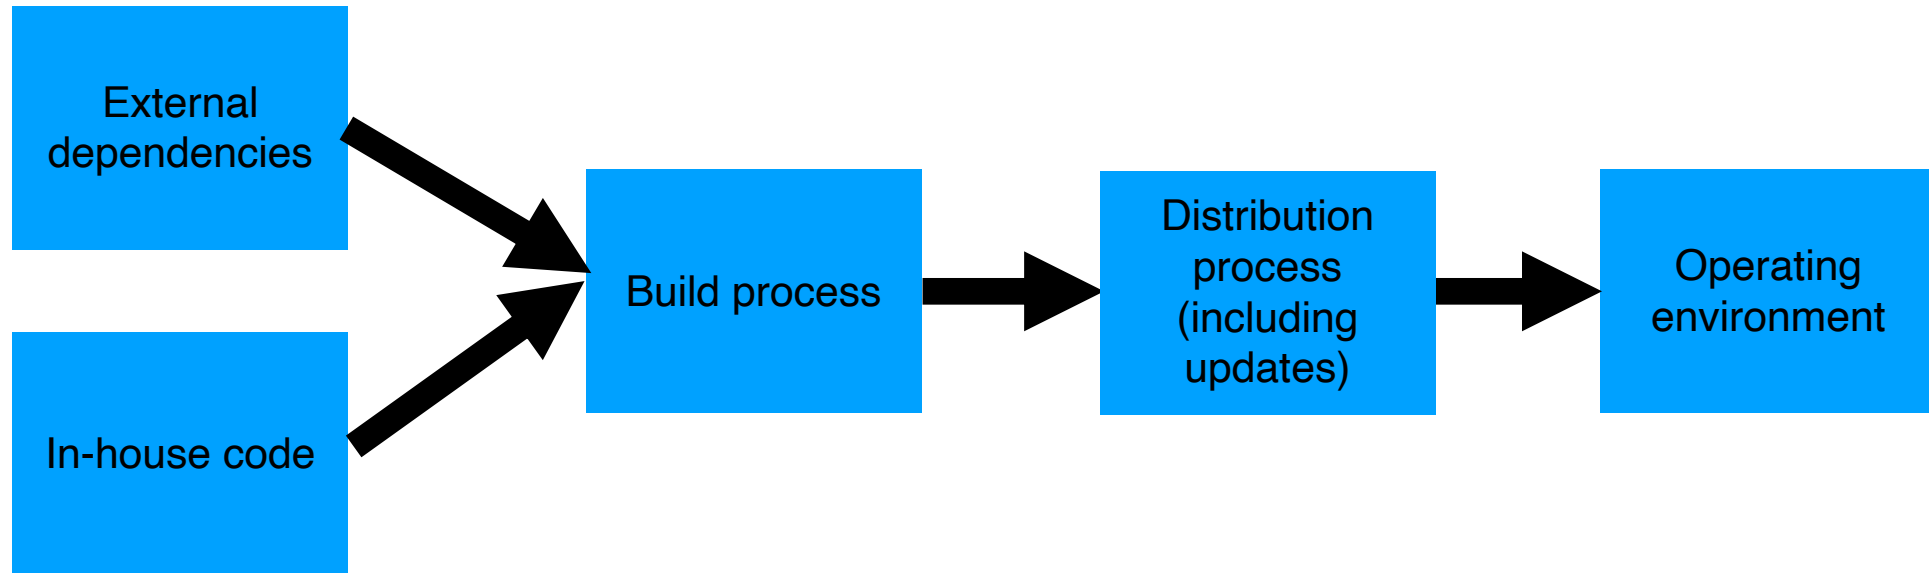 External
dependencies
In-house code
Build process
Distribution
process
(including
updates)
Operating
environment